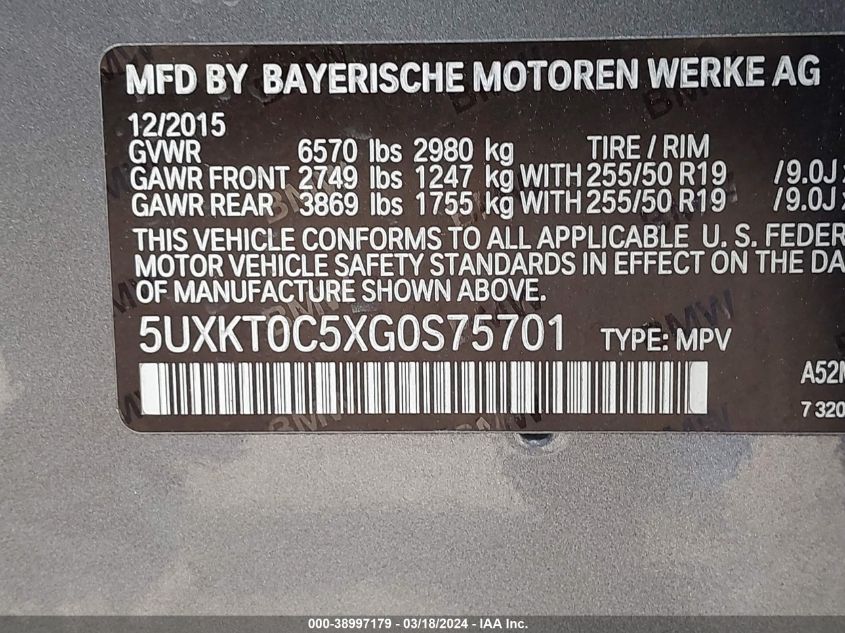 MFD BY BAYERISCHE MOTOREN WERKE AG
12/2015
GVWR 6570 lbs 2980 kg TIRE / RIM
GAWR FRONT 2749 lbs 1247 kg WITH 255/50 R19 /9.0J x
GAWR REAR 3869 lbs 1755 kg WITH 255/50 R19 /9.0J x
THIS VEHICLE CONFORMS TO ALL APPLICABLE U. S. FEDER
MOTOR VEHICLE SAFETY STANDARDS IN EFFECT ON THE DA
OF MANUFACTURE SHOWN ABOVE.
5UXKT0C5XG0S75701 TYPE: MPV
A52M
7 320
000-38997179 - 03/18/2024 - IAA Inc.